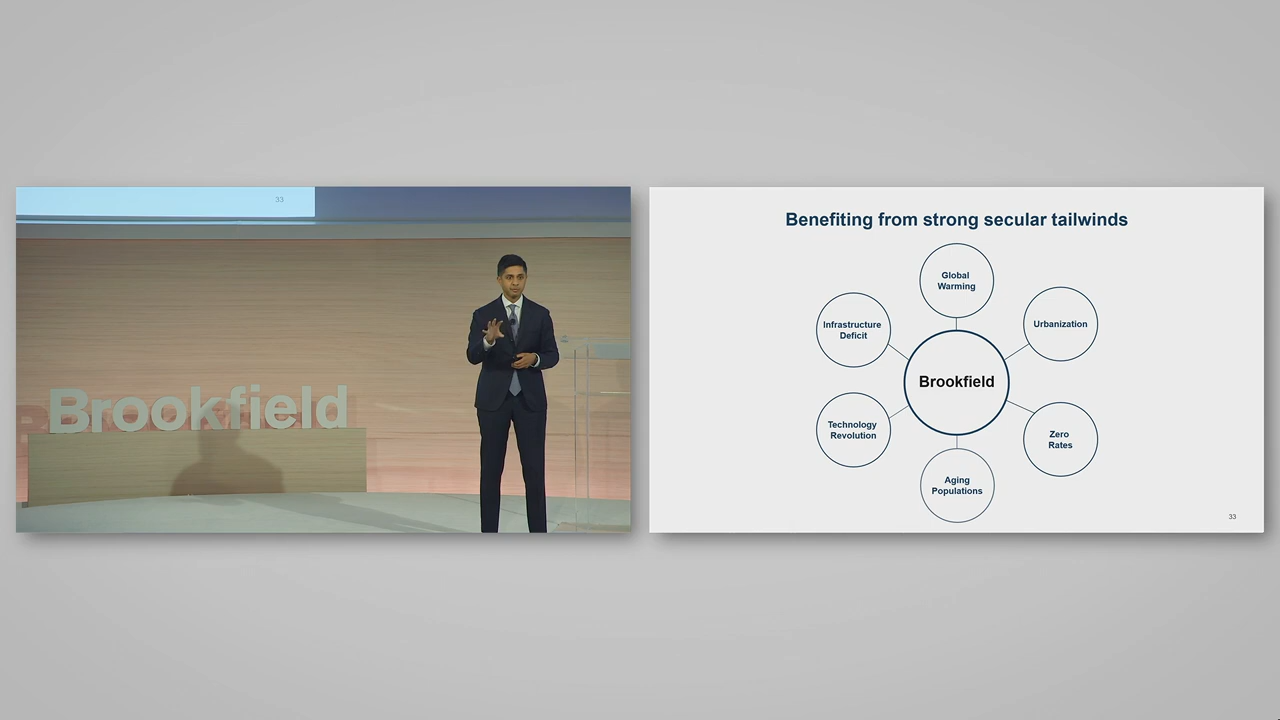 33
Brookfield
Benefiting from strong secular tailwinds
Global
Warming
Infrastructure
Deficit
Urbanization
Brookfield
Technology
Revolution
Zero
Rates
Aging
Populations
33